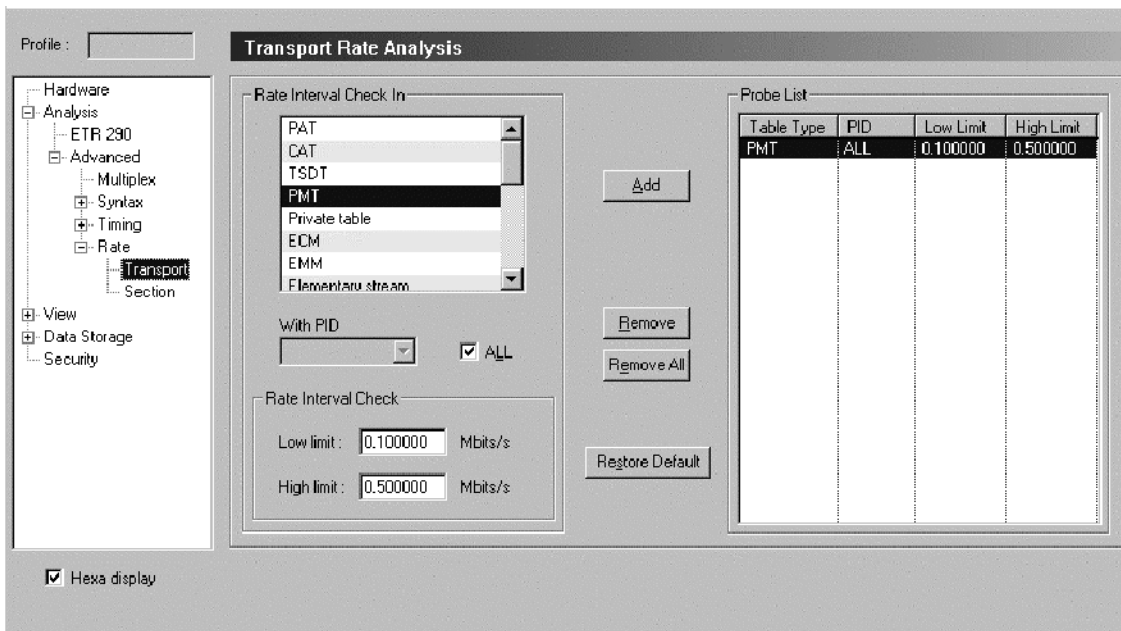 Profile :
Transport Rate Analysis
Hardware
Analysis
ETR 290
Advanced
Multiplex
Syntax
Timing
Rate
Transport
Section
View
Data Storage
Security
Rate Interval Check In
PAT
CAT
TSDT
PMT
Private table
ECM
EMM
Elementary stream
With PID
ALL
Rate Interval Check
Low limit : 0.100000 Mbits/s
High limit : 0.500000 Mbits/s
Add
Remove
Remove All
Restore Default
Probe List
Table Type PID Low Limit High Limit
PMT ALL 0.100000 0.500000
Hexa display